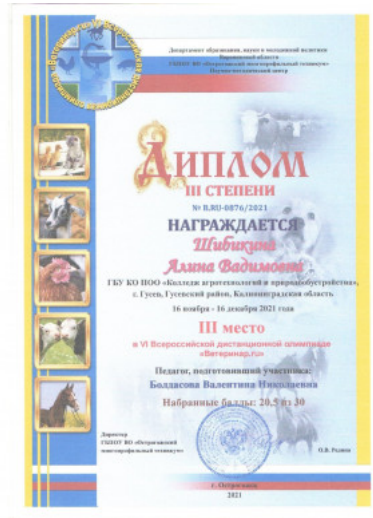 Департамент образования, науки и молодежной политики
Воронежской области
ГБПОУ ВО «Острогожский многопрофильный техникум»
Научно-методический центр
ДИПЛОМ
III СТЕПЕНИ
№ В.RU-0876/2021
НАГРАЖДАЕТСЯ
Шибикина
Алина Вадимовна
ГБУ КО ПОО «Колледж агротехнологий и природообустройства»,
г. Гусев, Гусевский район, Калининградская область
16 ноября - 16 декабря 2021 года
III место
в VI Всероссийской дистанционной олимпиаде
«Ветеринар.ru»
Педагог, подготовивший участника:
Болдасова Валентина Николаевна
Набранные баллы: 20,5 из 30
Директор
ГБПОУ ВО «Острогожский
многопрофильный техникум»
О.В. Родина
г. Острогожск
2021